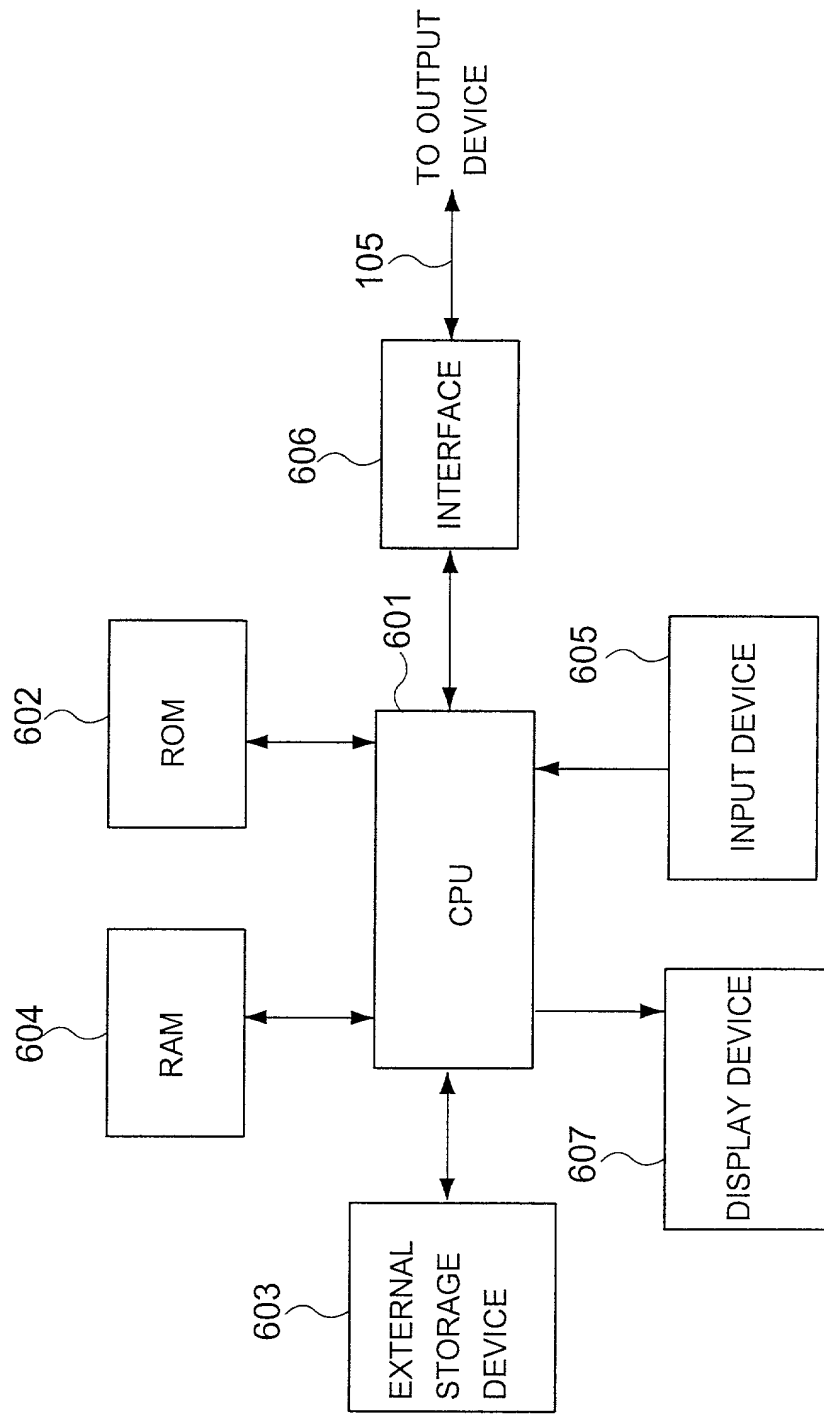 604
RAM
602
ROM
603
EXTERNAL
STORAGE
DEVICE
CPU
601
606
INTERFACE
105
TO OUTPUT
DEVICE
607
DISPLAY DEVICE
605
INPUT DEVICE